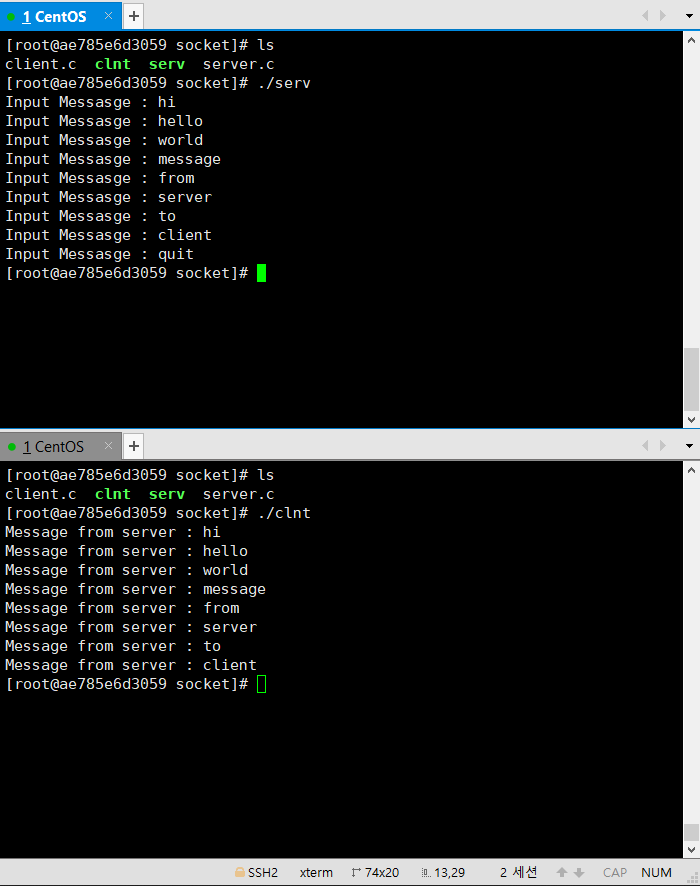 1 CentOS × +
[root@ae785e6d3059 socket]# ls
client.c clnt serv server.c
[root@ae785e6d3059 socket]# ./serv
Input Messasge : hi
Input Messasge : hello
Input Messasge : world
Input Messasge : message
Input Messasge : from
Input Messasge : server
Input Messasge : to
Input Messasge : client
Input Messasge : quit
[root@ae785e6d3059 socket]#
1 CentOS × +
[root@ae785e6d3059 socket]# ls
client.c clnt serv server.c
[root@ae785e6d3059 socket]# ./clnt
Message from server : hi
Message from server : hello
Message from server : world
Message from server : message
Message from server : from
Message from server : server
Message from server : to
Message from server : client
[root@ae785e6d3059 socket]#
SSH2 xterm 74x20 13,29 2 세션 CAP NUM